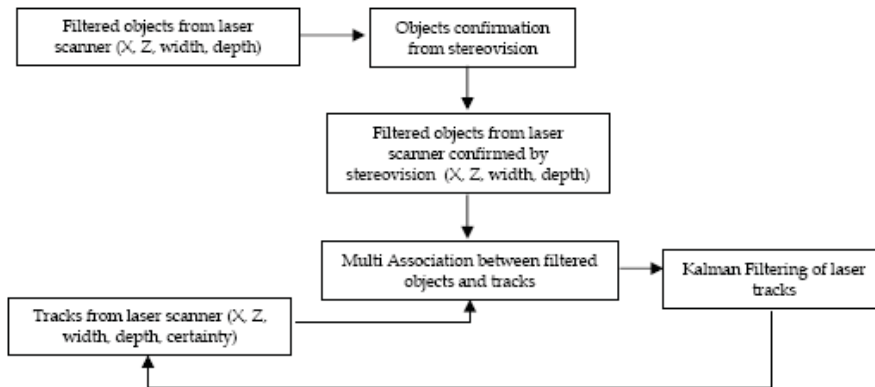 Filtered objects from laser
scanner (X, Z, width, depth)
Objects confirmation
from stereovision
Filtered objects from laser
scanner confirmed by
stereovision (X, Z, width, depth)
Multi Association between filtered
objects and tracks
Kalman Filtering of laser
tracks
Tracks from laser scanner (X, Z,
width, depth, certainty)